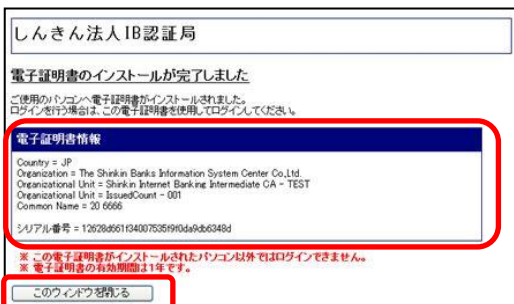 しんきん法人IB認証局
電子証明書のインストールが完了しました
ご使用のパソコンへ電子証明書がインストールされました。
ログインを行う場合は、この電子証明書を使用してログインしてください。
電子証明書情報
Country = JP
Organization = The Shinkin Banks Information System Center Co.,Ltd.
Organizational Unit = Shinkin Internet Banking Intermediate CA - TEST
Organizational Unit = IssuedCount - 001
Common Name = 20 6666
シリアル番号 = 12628d661f34007535f9f0da9db6348d
※ この電子証明書がインストールされたパソコン以外ではログインできません。
※ 電子証明書の有効期間は1年です。
このウィンドウを閉じる